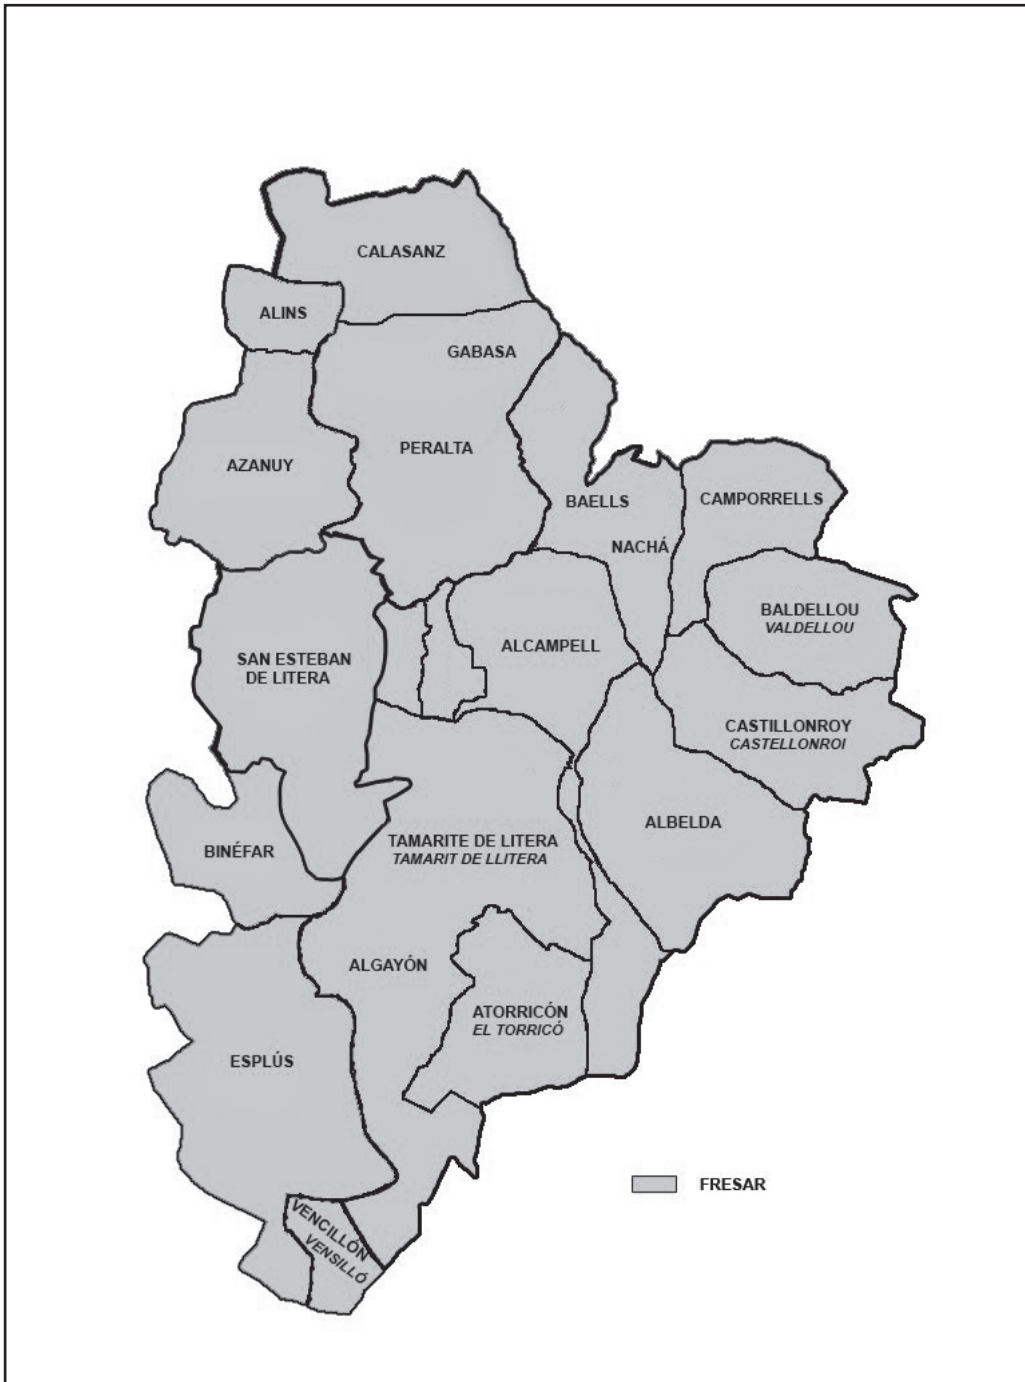 CALASANZ
ALINS
GABASA
PERALTA
AZANUY
BAELLS
CAMPORRELLS
NACHÁ
BALDELLOU
VALDELLOU
ALCAMPELL
SAN ESTEBAN
DE LITERA
CASTILLONROY
CASTELLONROI
ALBELDA
TAMARITE DE LITERA
TAMARIT DE LLITERA
BINÉFAR
ALGAYÓN
ATORRICÓN
EL TORRICÓ
ESPLÚS
FRESAR
VENCILLÓN
VENSILLÓ